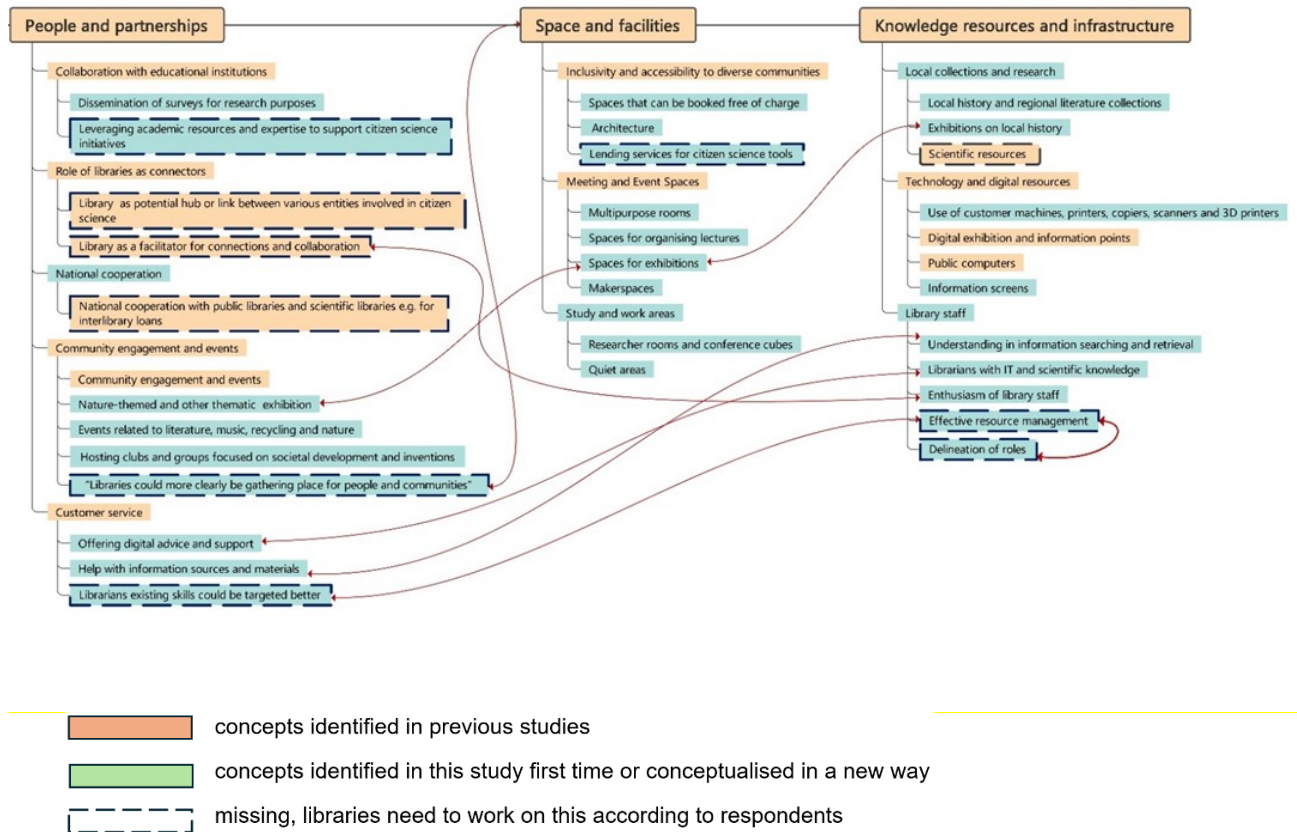 People and partnerships
Collaboration with educational institutions
Dissemination of surveys for research purposes
Leveraging academic resources and expertise to support citizen science
initiatives
Role of libraries as connectors
Library as potential hub or link between various entities involved in citizen
science
Library as a facilitator for connections and collaboration
National cooperation
National cooperation with public libraries and scientific libraries e.g. for
interlibrary loans
Community engagement and events
Community engagement and events
Nature-themed and other thematic exhibition
Events related to literature, music, recycling and nature
Hosting clubs and groups focused on societal development and inventions
"Libraries could more clearly be gathering place for people and communities"
Customer service
Offering digital advice and support
Help with information sources and materials
Librarians existing skills could be targeted better
Space and facilities
Inclusivity and accessibility to diverse communities
Spaces that can be booked free of charge
Architecture
Lending services for citizen science tools
Meeting and Event Spaces
Multipurpose rooms
Spaces for organising lectures
Spaces for exhibitions
Makerspaces
Study and work areas
Researcher rooms and conference cubes
Quiet areas
Knowledge resources and infrastructure
Local collections and research
Local history and regional literature collections
Exhibitions on local history
Scientific resources
Technology and digital resources
Use of customer machines, printers, copiers, scanners and 3D printers
Digital exhibition and information points
Public computers
Information screens
Library staff
Understanding in information searching and retrieval
Librarians with IT and scientific knowledge
Enthusiasm of library staff
Effective resource management
Delineation of roles
concepts identified in previous studies
concepts identified in this study first time or conceptualised in a new way
missing, libraries need to work on this according to respondents